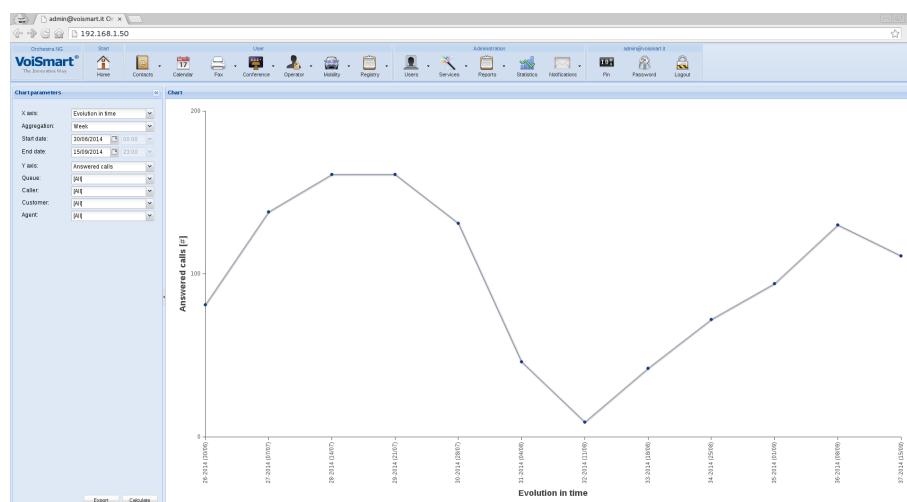 admin@voismart.it Or ×
192.168.1.50
Orchestra NG Start User Administration admin@voismart.it
VoiSmart®
The Innovative Way
Home Contacts Calendar Fax Conference Operator Mobility Registry Users Services Reports Statistics Notifications Pin Password Logout
Chart parameters
Chart
X axis: Evolution in time
Aggregation: Week
Start date: 30/06/2014 00:00
End date: 15/09/2014 23:00
Y axis: Answered calls
Queue: [All]
Caller: [All]
Customer: [All]
Agent: [All]
Export Calculate
200
100
0
Answered calls [#]
26-2014 (30/06)
27-2014 (07/07)
28-2014 (14/07)
29-2014 (21/07)
30-2014 (28/07)
31-2014 (04/08)
32-2014 (11/08)
33-2014 (18/08)
34-2014 (25/08)
35-2014 (01/09)
36-2014 (08/09)
37-2014 (15/09)
Evolution in time